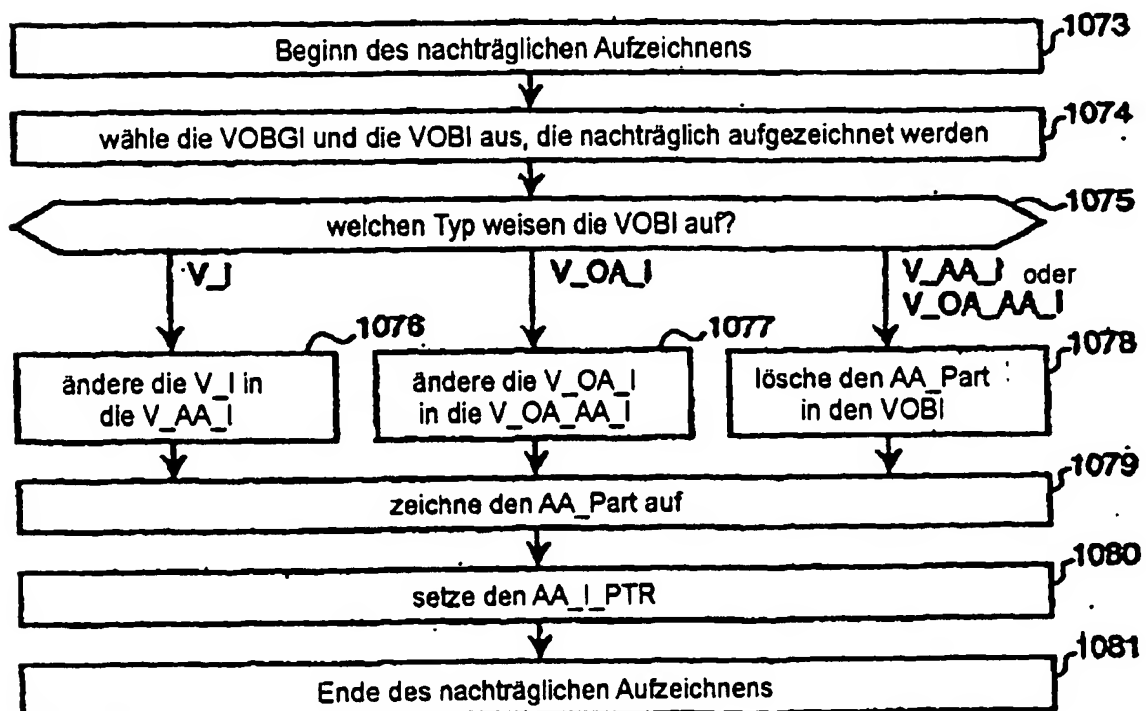 1073
Beginn des nachträglichen Aufzeichnens
1074
wähle die VOBGI und die VOBI aus, die nachträglich aufgezeichnet werden
1075
welchen Typ weisen die VOBI auf?
V_I
V_OA_I
V_AA_I oder
V_OA_AA_I
1076
ändere die V_I in
die V_AA_I
1077
ändere die V_OA_I
in die V_OA_AA_I
1078
lösche den AA_Part
in den VOBI
1079
zeichne den AA_Part auf
1080
setze den AA_I_PTR
1081
Ende des nachträglichen Aufzeichnens